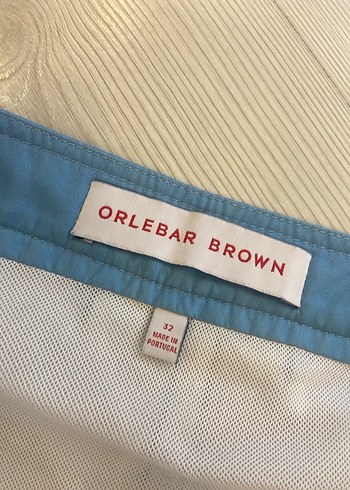 ORLEBAR BROWN
32
MADE IN
PORTUGAL